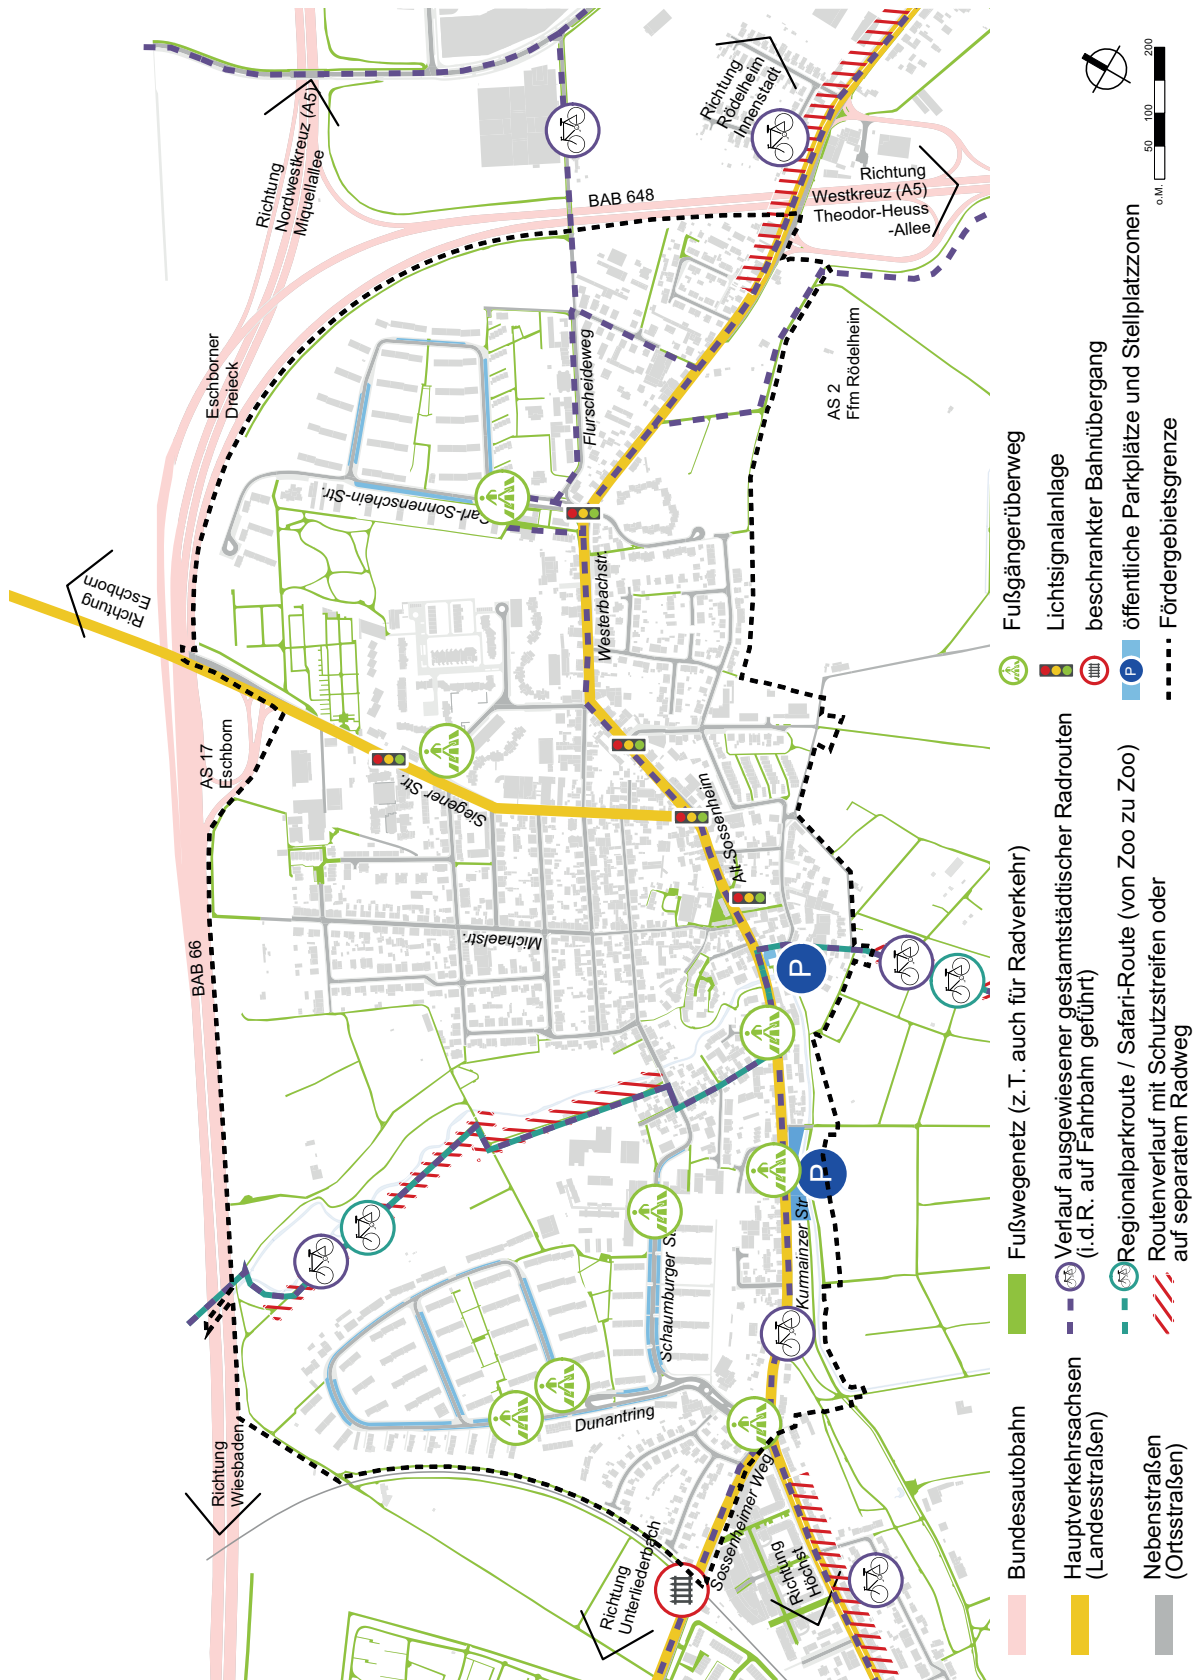 Richtung
Nordwestkreuz (A5)
Miquellallee
Richtung
Rödelheim
Innenstadt
BAB 648
Richtung
Westkreuz (A5)
Theodor-Heuss
-Allee
Eschborner
Dreieck
Flurscheideweg
AS 2
Ffm Rödelheim
Carl-Sonnenschein-Str.
Richtung
Eschborn
Westerbachstr.
AS 17
Eschborn
Siegener Str.
Alt-Sossenheim
Michaelstr.
BAB 66
P
P
Kurmainzer Str.
Schaumburger Str.
Dunantring
Richtung
Wiesbaden
Sossenheimer Weg
Richtung
Unterliederbach
Richtung
Höchst
Bundesautobahn
Hauptverkehrsachsen
(Landesstraßen)
Nebenstraßen
(Ortsstraßen)
Fußwegenetz (z.T. auch für Radverkehr)
Verlauf ausgewiesener gestamtstädtischer Radrouten
(i.d.R. auf Fahrbahn geführt)
Regionalparkroute / Safari-Route (von Zoo zu Zoo)
Routenverlauf mit Schutzstreifen oder
auf separatem Radweg
Fußgängerüberweg
Lichtsignalanlage
beschrankter Bahnübergang
P
öffentliche Parkplätze und Stellplatzzonen
Fördergebietsgrenze
o.M.
50
100
200